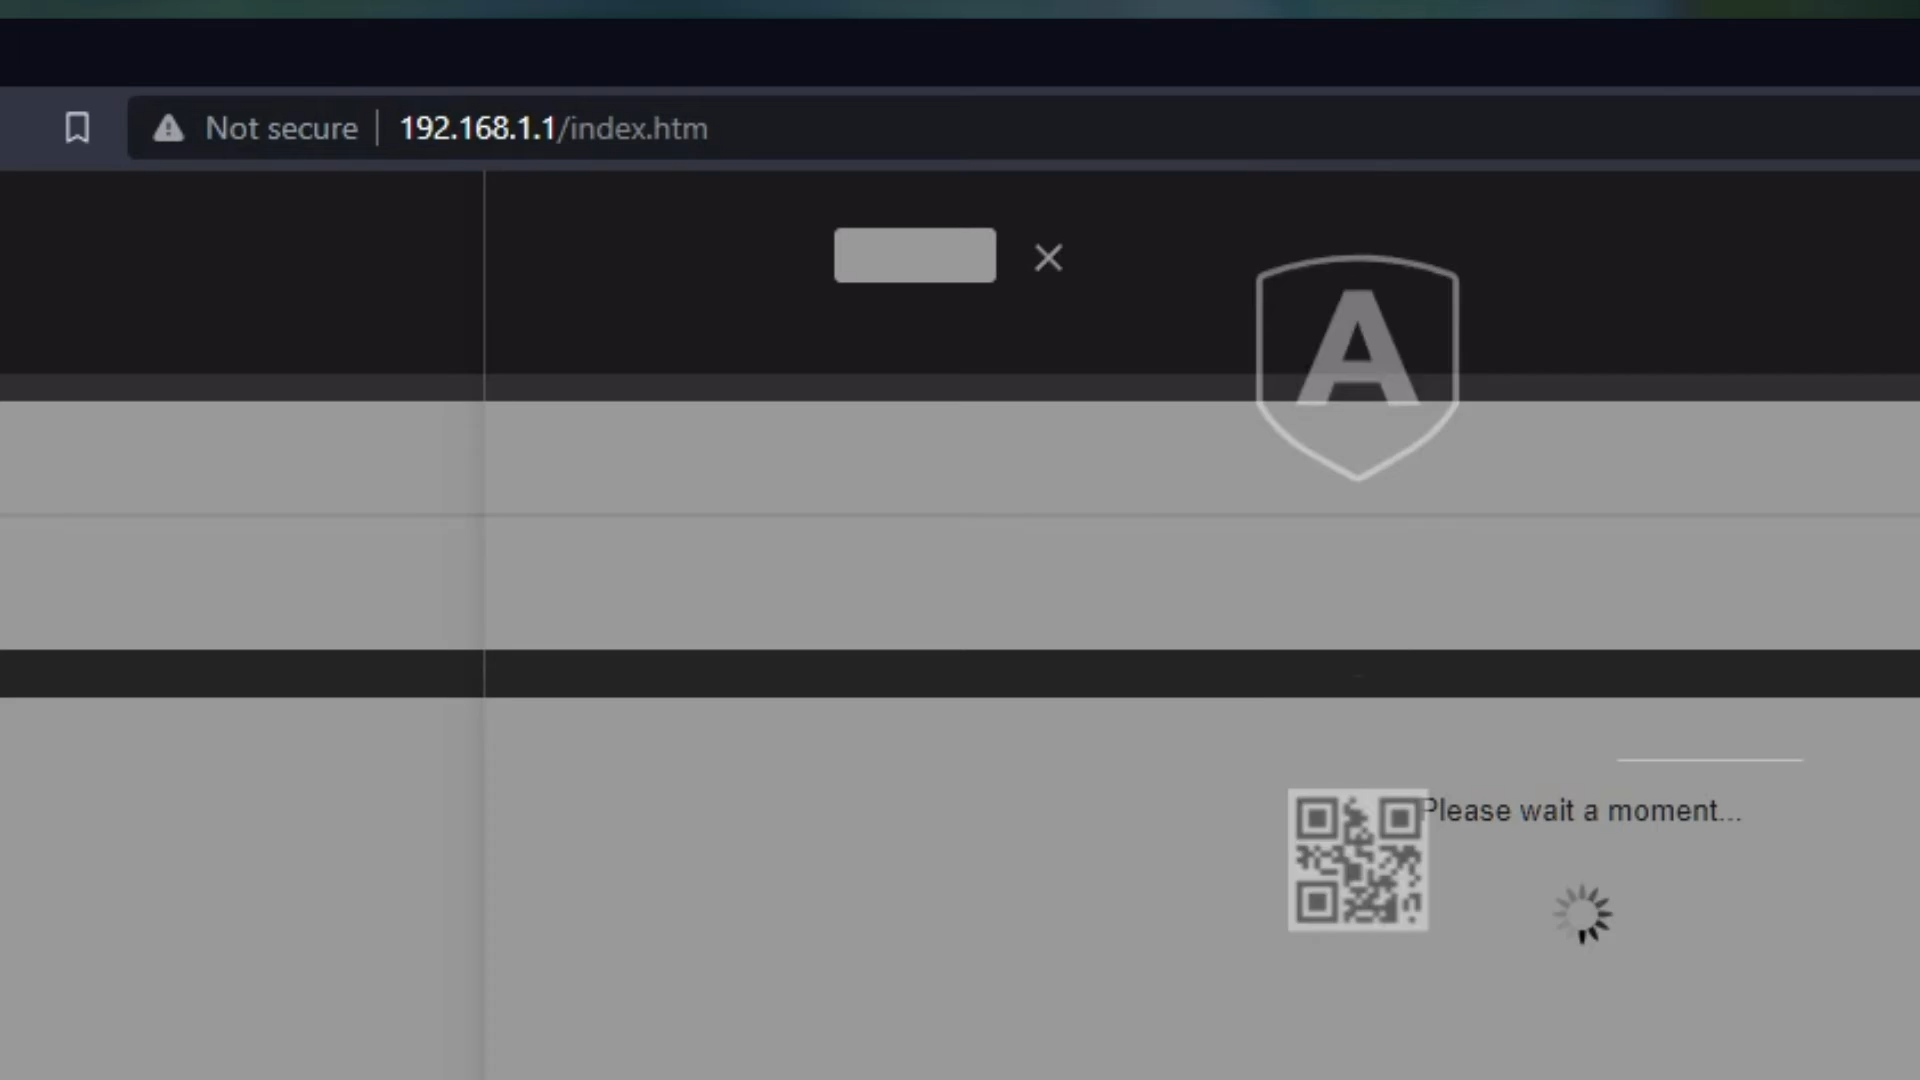 Not secure | 192.168.1.1/index.htm
A
Please wait a moment...